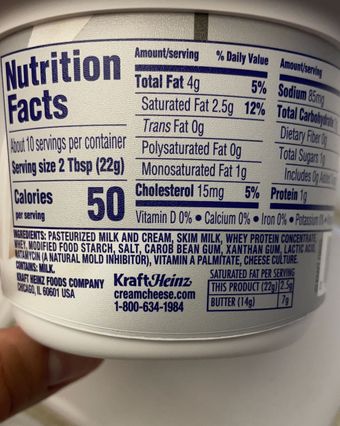 Nutrition
Facts
About 10 servings per container
Serving size 2 Tbsp (22g)
Calories
per serving
50
Amount/serving % Daily Value
Total Fat 4g 5%
Saturated Fat 2.5g 12%
Trans Fat 0g
Polysaturated Fat 0g
Monosaturated Fat 1g
Cholesterol 15mg 5%
Amount/serving
Sodium 85mg
Total Carbohydrate
Dietary Fiber 0g
Total Sugars 1g
Includes 0g Added
Protein 1g
Vitamin D 0% • Calcium 0% • Iron 0% • Potassium
INGREDIENTS: PASTEURIZED MILK AND CREAM, SKIM MILK, WHEY PROTEIN CONCENTRATE,
WHEY, MODIFIED FOOD STARCH, SALT, CAROB BEAN GUM, XANTHAN GUM, LACTIC ACID,
NATAMYCIN (A NATURAL MOLD INHIBITOR), VITAMIN A PALMITATE, CHEESE CULTURE.
CONTAINS: MILK.
KRAFT HEINZ FOODS COMPANY
CHICAGO, IL 60601 USA
KraftHeinz
creamcheese.com
1-800-634-1984
SATURATED FAT PER SERVING
THIS PRODUCT (22g) 2.5g
BUTTER (14g) 7g